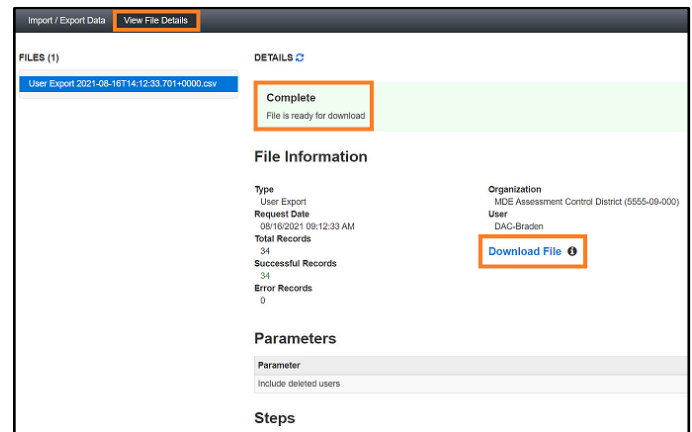 Import / Export Data View File Details
FILES (1)
User Export 2021-08-16T14:12:33.701+0000.csv
DETAILS
Complete
File is ready for download
File Information
Type
User Export
Request Date
08/16/2021 09:12:33 AM
Total Records
34
Successful Records
34
Error Records
0
Organization
MDE Assessment Control District (5555-09-000)
User
DAC-Braden
Download File
Parameters
Parameter
Include deleted users
Steps